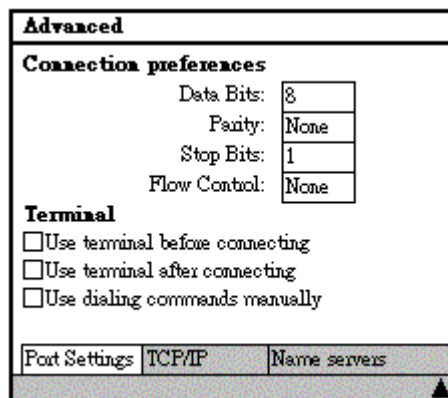 Advanced
Connection preferences
Data Bits: 8
Parity: None
Stop Bits: 1
Flow Control: None
Terminal
Use terminal before connecting
Use terminal after connecting
Use dialing commands manually
Port Settings TCP/IP Name servers